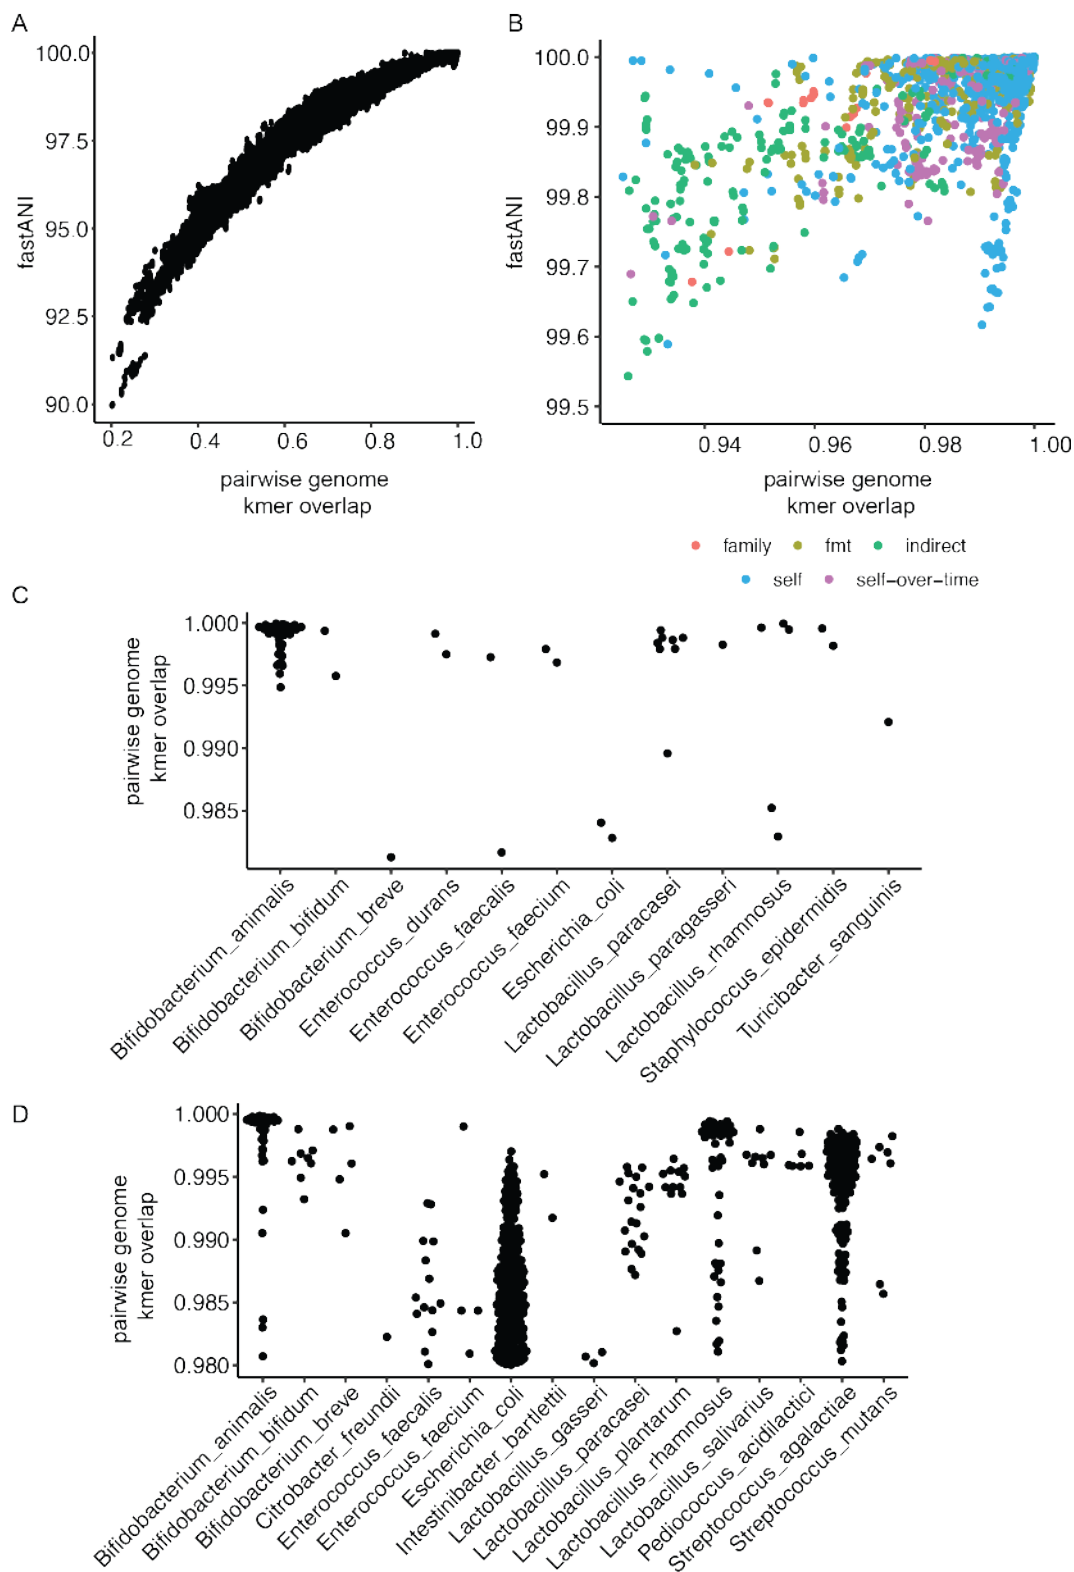 A
100.0
97.5
95.0
92.5
90.0
fastANI
0.2
0.4
0.6
0.8
1.0
pairwise genome
kmer overlap
B
100.0
99.9
99.8
99.7
99.6
99.5
fastANI
0.94
0.96
0.98
1.00
pairwise genome
kmer overlap
family
fmt
indirect
self
self-over-time
C
1.000
0.995
0.990
0.985
pairwise genome
kmer overlap
Bifidobacterium_animalis
Bifidobacterium_bifidum
Bifidobacterium_breve
Enterococcus_durans
Enterococcus_faecalis
Enterococcus_faecium
Escherichia_coli
Lactobacillus_paracasei
Lactobacillus_paragasseri
Lactobacillus_rhamnosus
Staphylococcus_epidermidis
Turicibacter_sanguinis
D
1.000
0.995
0.990
0.985
0.980
pairwise genome
kmer overlap
Bifidobacterium_animalis
Bifidobacterium_bifidum
Bifidobacterium_breve
Citrobacter_freundii
Enterococcus_faecalis
Enterococcus_faecium
Escherichia_coli
Intestinibacter_bartlettii
Lactobacillus_gasseri
Lactobacillus_paracasei
Lactobacillus_plantarum
Lactobacillus_rhamnosus
Lactobacillus_salivarius
Pediococcus_acidilactici
Streptococcus_agalactiae
Streptococcus_mutans